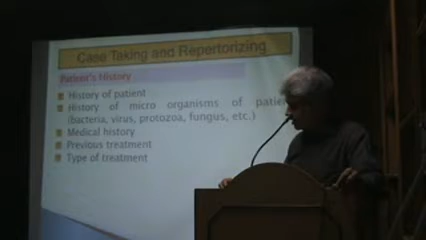 Case Taking and Repertorizing
Patient's History
History of patient
History of micro organisms of patien
(bacteria, virus, protozoa, fungus, etc.)
Medical history
Previous treatment
Type of treatment